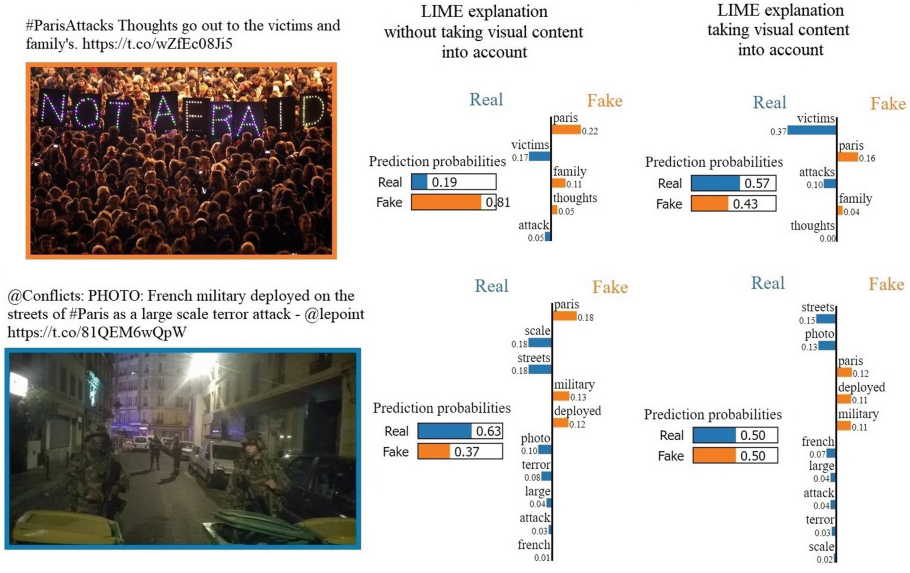 #ParisAttacks Thoughts go out to the victims and
family's. https://t.co/wZfEc08Ji5
NOT AFRAID
LIME explanation
without taking visual content
into account
Real
Fake
paris
0.22
victims
0.17
family
0.11
thoughts
0.05
attack
0.05
Prediction probabilities
Real 0.19
Fake 0.81
LIME explanation
taking visual content
into account
Real
Fake
victims
0.37
paris
0.16
attacks
0.10
family
0.04
thoughts
0.00
Prediction probabilities
Real 0.57
Fake 0.43
@Conflicts: PHOTO: French military deployed on the
streets of #Paris as a large scale terror attack - @lepoint
https://t.co/81QEM6wQpW
Real
Fake
paris
0.18
scale
0.18
streets
0.18
military
0.13
deployed
0.12
photo
0.10
terror
0.08
large
0.04
attack
0.03
french
0.01
Prediction probabilities
Real 0.63
Fake 0.37
Real
Fake
streets
0.15
photo
0.13
paris
0.12
deployed
0.11
military
0.11
french
0.07
large
0.04
attack
0.04
terror
0.03
scale
0.02
Prediction probabilities
Real 0.50
Fake 0.50